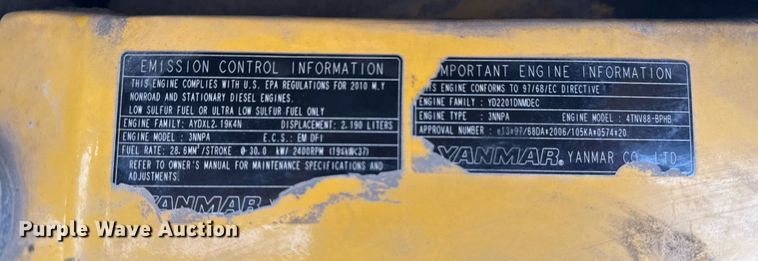 EMISSION CONTROL INFORMATION
THIS ENGINE COMPLIES WITH U.S. EPA REGULATIONS FOR 2010 M.Y
NONROAD AND STATIONARY DIESEL ENGINES.
LOW SULFUR FUEL OR ULTRA LOW SULFUR FUEL ONLY
ENGINE FAMILY: AYDXL2.19K4N DISPLACEMENT: 2.190 LITERS
ENGINE MODEL: 3NNPA E.C.S.: EM DFI
FUEL RATE: 28.6MM³/STROKE @ 30.0 kW/ 2400RPM (19≤kW<37)
REFER TO OWNER'S MANUAL FOR MAINTENANCE SPECIFICATIONS AND
ADJUSTMENTS.
YANMAR
MPORTANT ENGINE INFORMATION
IS ENGINE CONFORMS TO 97/68/EC DIRECTIVE
ENGINE FAMILY: YD2201DNMDEC
ENGINE TYPE: 3NNPA ENGINE MODEL: 4TNV88-BPHB
APPROVAL NUMBER: e13*97/68DA*2006/105KA*0574*20
YANMAR® YANMAR CO., LTD
Purple Wave Auction